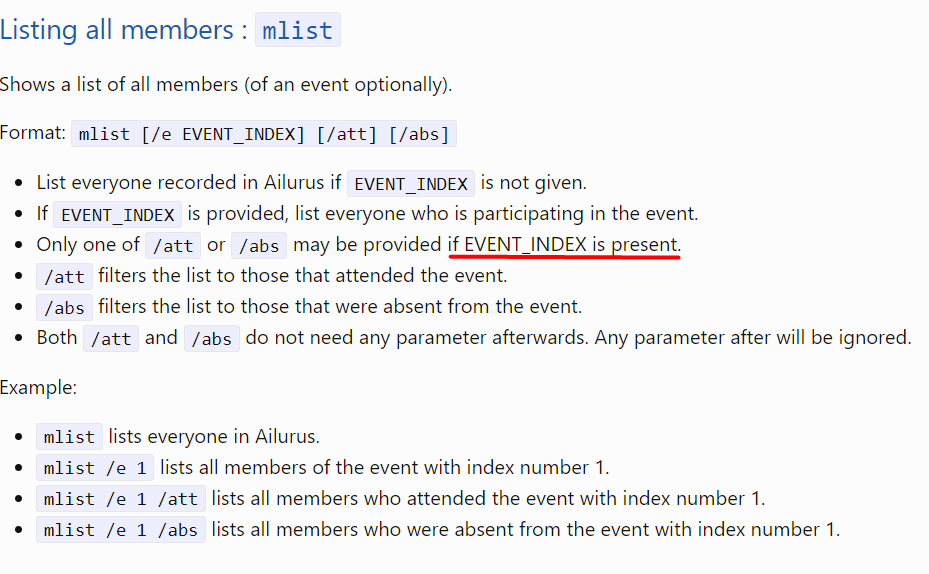 Listing all members : mlist
Shows a list of all members (of an event optionally).
Format: mlist [/e EVENT_INDEX] [/att] [/abs]
• List everyone recorded in Ailurus if EVENT_INDEX is not given.
• If EVENT_INDEX is provided, list everyone who is participating in the event.
• Only one of /att or /abs may be provided if EVENT_INDEX is present.
• /att filters the list to those that attended the event.
• /abs filters the list to those that were absent from the event.
• Both /att and /abs do not need any parameter afterwards. Any parameter after will be ignored.
Example:
• mlist lists everyone in Ailurus.
• mlist /e 1 lists all members of the event with index number 1.
• mlist /e 1 /att lists all members who attended the event with index number 1.
• mlist /e 1 /abs lists all members who were absent from the event with index number 1.